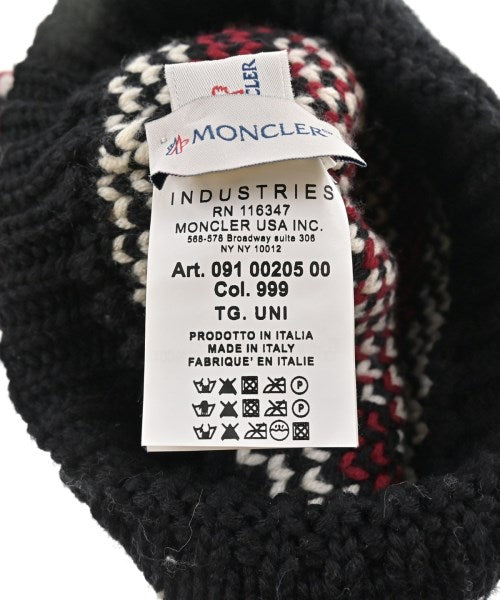 MONCLER
MONCLER
INDUSTRIES
RN 116347
MONCLER USA INC.
568-578 Broadway suite 306
NY NY 10012
Art. 091 00205 00
Col. 999
TG. UNI
PRODOTTO IN ITALIA
MADE IN ITALY
FABRIQUE' EN ITALIE
P
P